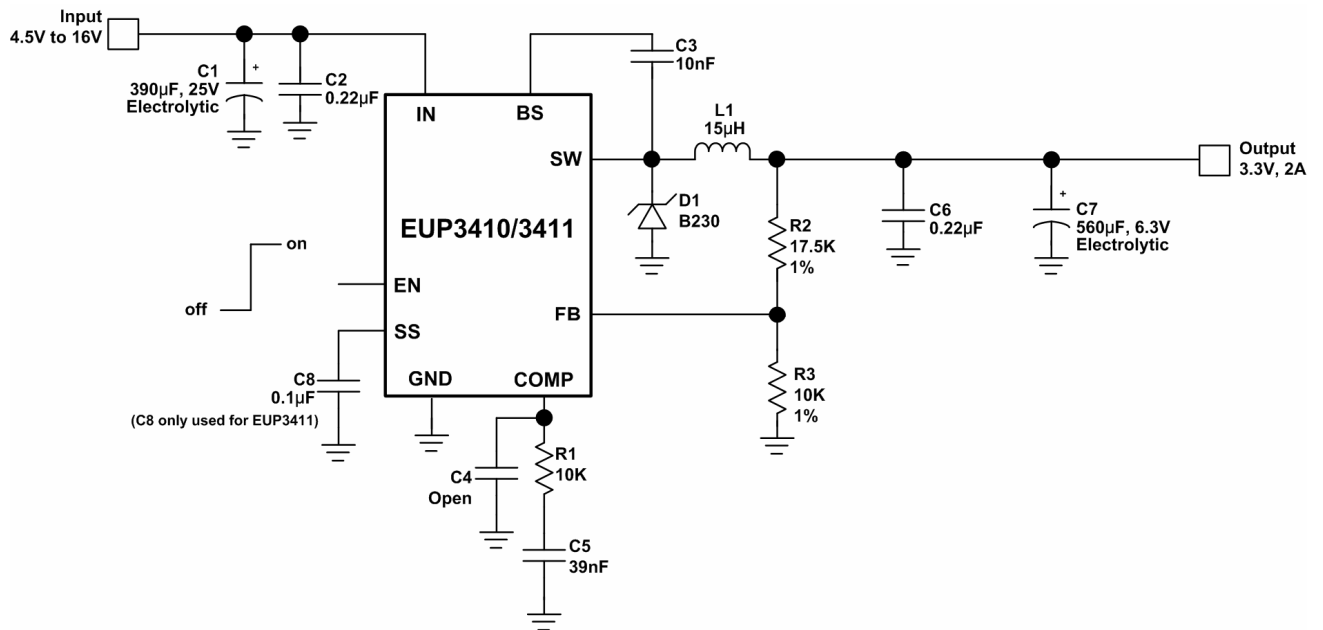 Input
4.5V to 16V
C1
390µF, 25V
Electrolytic
+
C2
0.22µF
IN
BS
C3
10nF
L1
15µH
SW
D1
B230
EUP3410/3411
R2
17.5K
1%
C6
0.22µF
+
C7
560µF, 6.3V
Electrolytic
Output
3.3V, 2A
on
off
EN
SS
FB
C8
0.1µF
(C8 only used for EUP3411)
GND
COMP
R3
10K
1%
C4
Open
R1
10K
C5
39nF